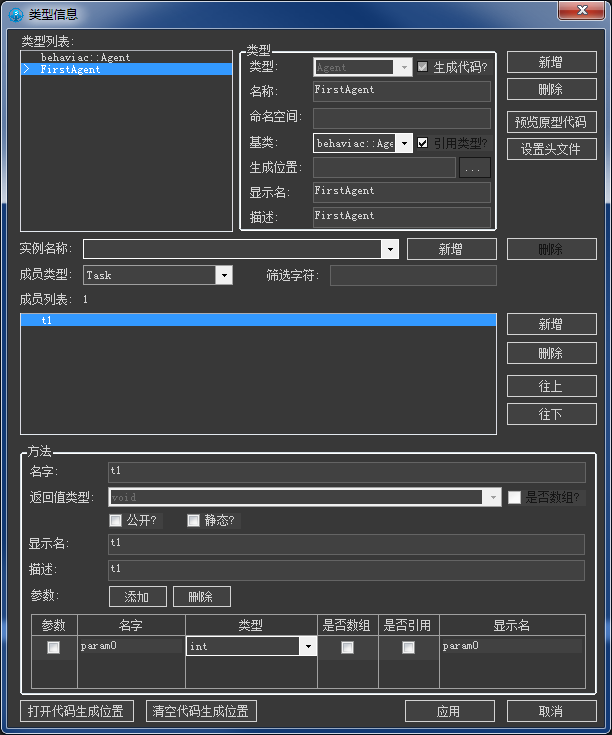 类型信息
类型列表:
behaviac::Agent
> FirstAgent
类型
类型: Agent 生成代码?
名称: FirstAgent
命名空间:
基类: behaviac::Age 引用类型?
生成位置: ...
显示名: FirstAgent
描述: FirstAgent
新增
删除
预览原型代码
设置头文件
实例名称: 新增 删除
成员类型: Task 筛选字符:
成员列表: 1
t1
新增
删除
往上
往下
方法
名字: t1
返回值类型: void 是否数组?
公开? 静态?
显示名: t1
描述: t1
参数: 添加 删除
参数 名字 类型 是否数组 是否引用 显示名
param0 int param0
打开代码生成位置 清空代码生成位置 应用 取消